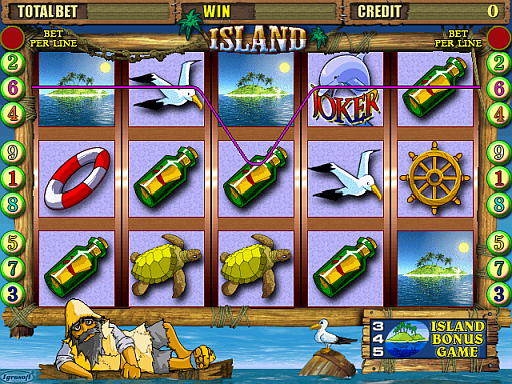 TOTALBET WIN CREDIT 0
ISLAND
BET PER LINE
BET PER LINE
2 2
6 6
4 4
JOKER
9 9
1 1
8 8
5 5
7 7
3 3
3 ISLAND
4 BONUS
5 GAME
Igrosoft